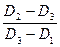 D₂ − D₃
D₃ − D₁